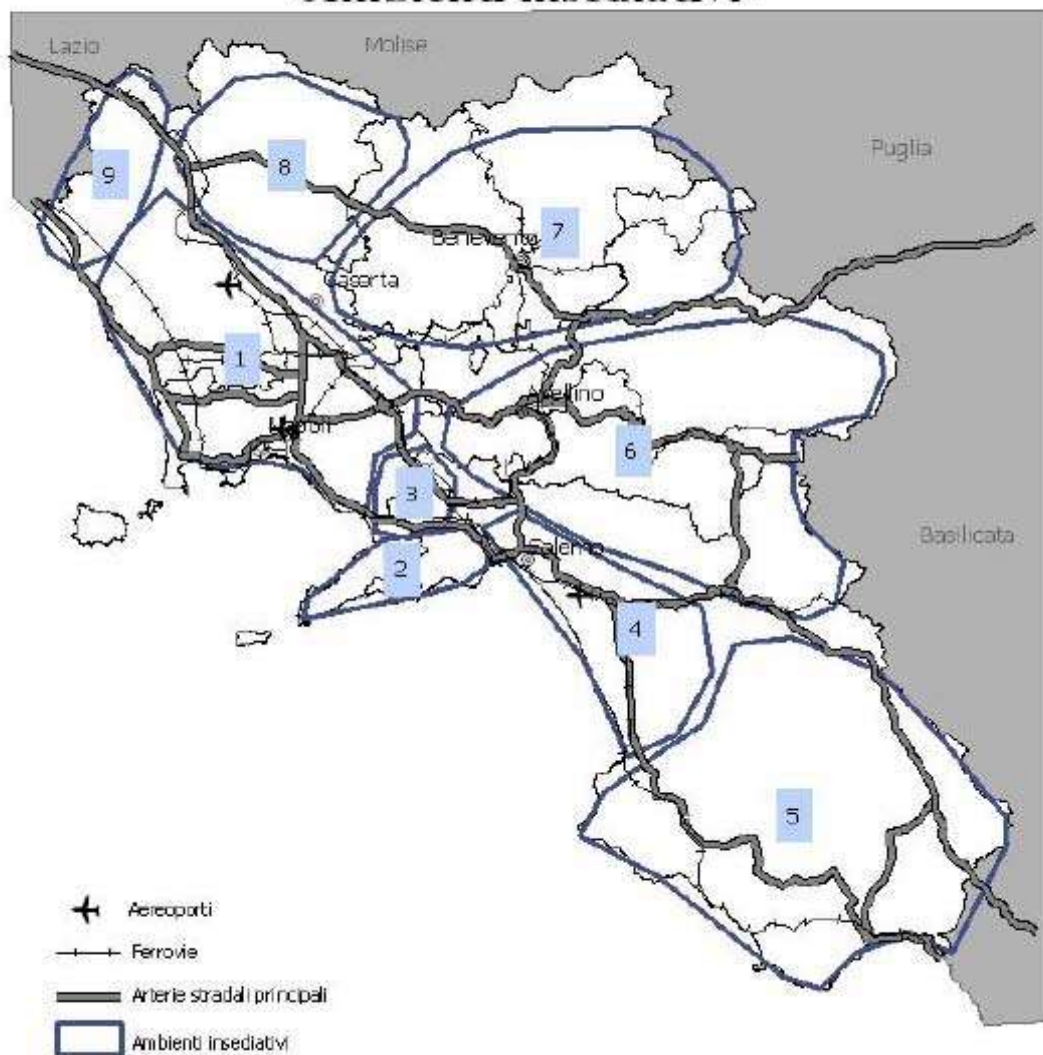 Lazio
Molise
Puglia
9
8
7
Benevento
Caserta
1
Avellino
Napoli
6
3
Basilicata
2
Salerno
4
5
Aereoporti
Ferrovie
Arterie stradali principali
Ambienti insediativi